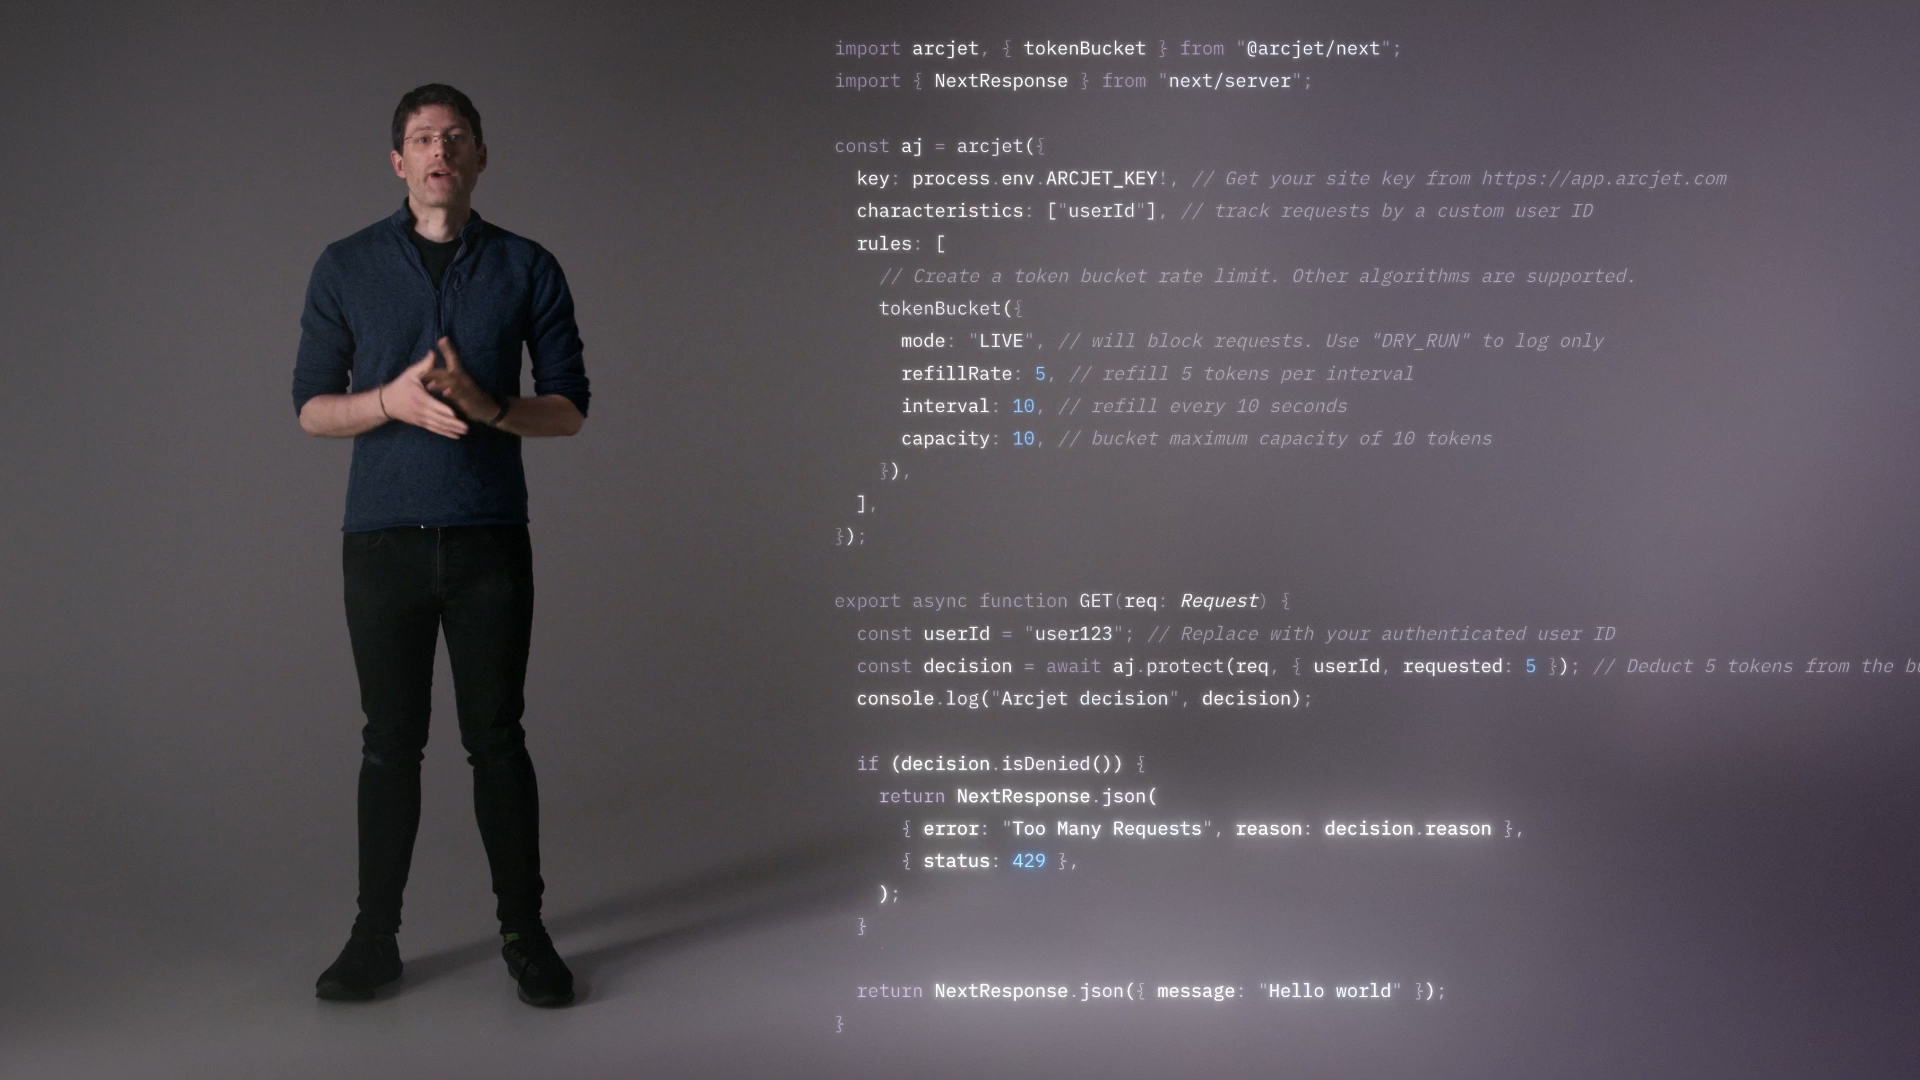 import arcjet, { tokenBucket } from "@arcjet/next";
import { NextResponse } from "next/server";
const aj = arcjet({
key: process.env.ARCJET_KEY!, // Get your site key from https://app.arcjet.com
characteristics: ["userId"], // track requests by a custom user ID
rules: [
// Create a token bucket rate limit. Other algorithms are supported.
tokenBucket({
mode: "LIVE", // will block requests. Use "DRY_RUN" to log only
refillRate: 5, // refill 5 tokens per interval
interval: 10, // refill every 10 seconds
capacity: 10, // bucket maximum capacity of 10 tokens
}),
],
});
export async function GET(req: Request) {
const userId = "user123"; // Replace with your authenticated user ID
const decision = await aj.protect(req, { userId, requested: 5 }); // Deduct 5 tokens from the
console.log("Arcjet decision", decision);
if (decision.isDenied()) {
return NextResponse.json(
{ error: "Too Many Requests", reason: decision.reason },
{ status: 429 },
);
}
return NextResponse.json({ message: "Hello world" });
}